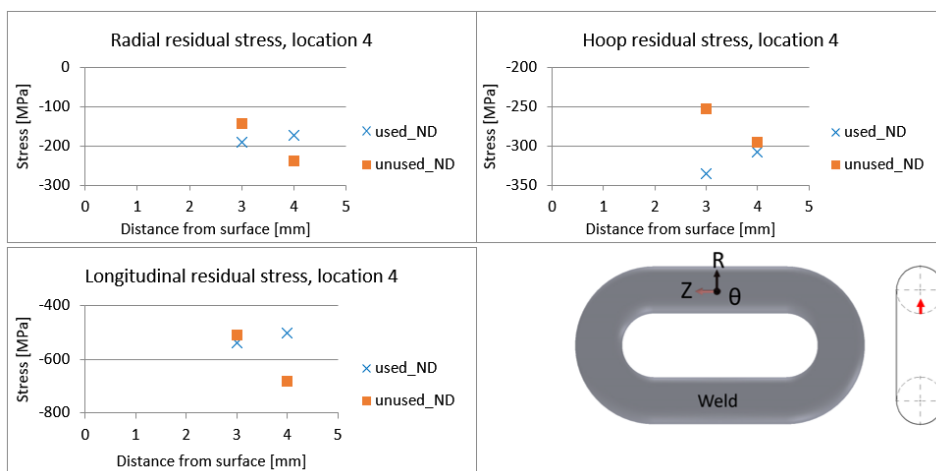 Radial residual stress, location 4
Stress [MPa]
0
-100
-200
-300
0 1 2 3 4 5
Distance from surface [mm]
used_ND
unused_ND
Hoop residual stress, location 4
Stress [MPa]
-200
-250
-300
-350
0 1 2 3 4 5
Distance from surface [mm]
used_ND
unused_ND
Longitudinal residual stress, location 4
Stress [MPa]
-400
-600
-800
0 1 2 3 4 5
Distance from surface [mm]
used_ND
unused_ND
R
Z θ
Weld